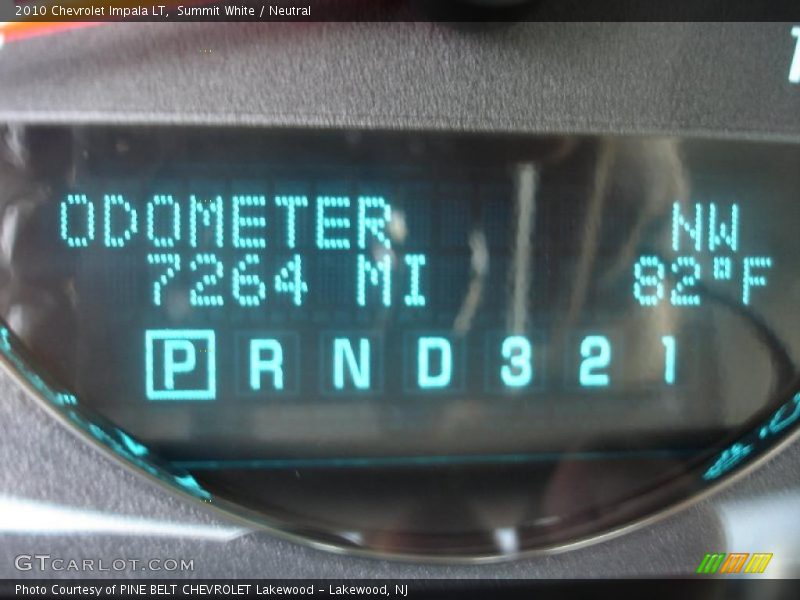 2010 Chevrolet Impala LT, Summit White / Neutral
ODOMETER NW
7264 MI 82°F
P R N D 3 2 1
GTCARLOT.COM
Photo Courtesy of PINE BELT CHEVROLET Lakewood - Lakewood, NJ